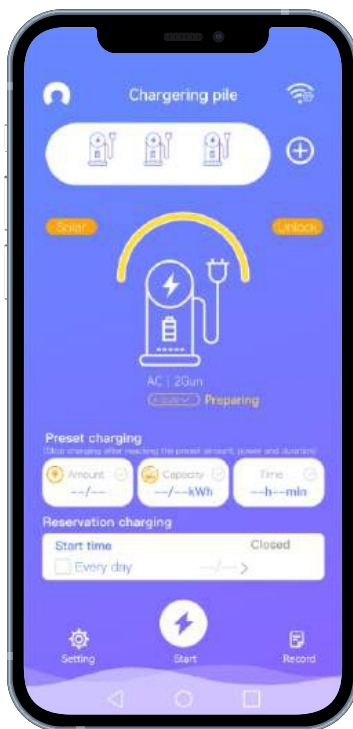 Chargering pile
Solar
Unlock
AC | 2Gun
Preparing
Preset charging
(Stop charging after reaching the preset amount, power and duration)
Amount
Capacity
Time
--/--
--/--kWh
--h--min
Reservation charging
Start time
Closed
Every day
--/-- >
Setting
Start
Record